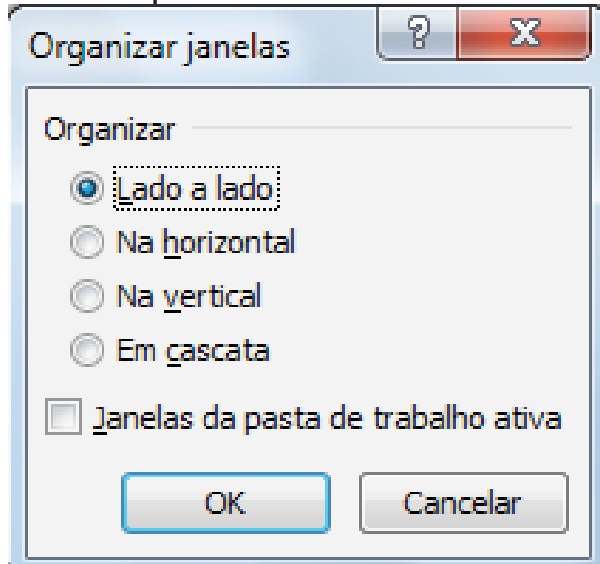 Organizar janelas
Organizar
Lado a lado
Na horizontal
Na vertical
Em cascata
Janelas da pasta de trabalho ativa
OK Cancelar